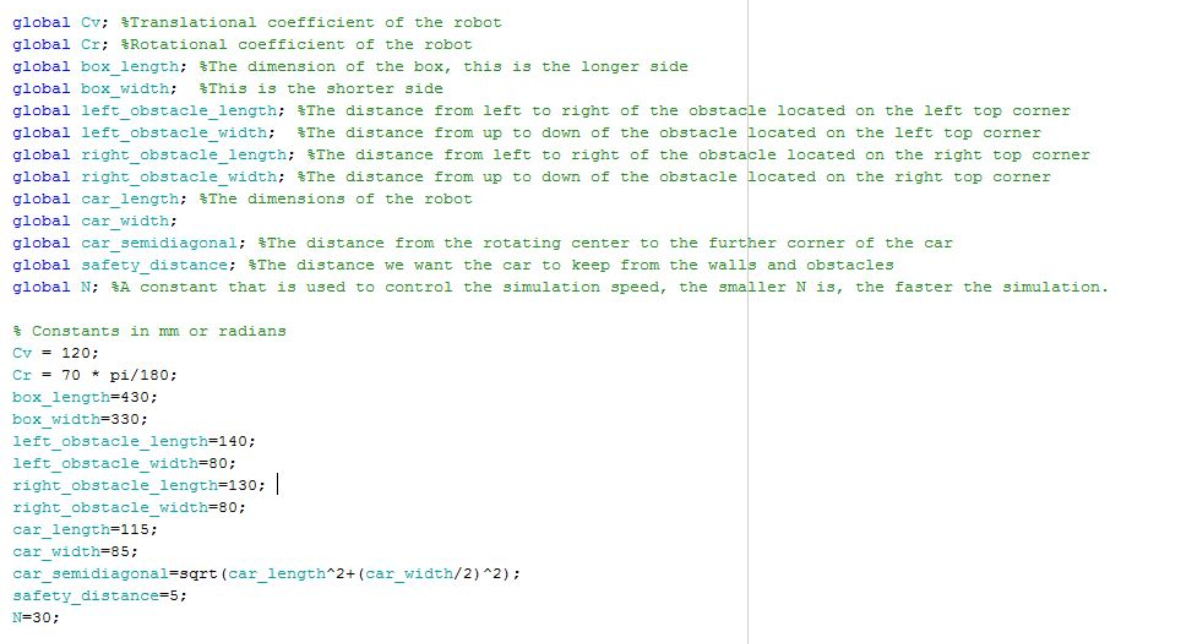 global Cv; %Translational coefficient of the robot
global Cr; %Rotational coefficient of the robot
global box_length; %The dimension of the box, this is the longer side
global box_width;  %This is the shorter side
global left_obstacle_length; %The distance from left to right of the obstacle located on the left top corner
global left_obstacle_width;  %The distance from up to down of the obstacle located on the left top corner
global right_obstacle_length; %The distance from left to right of the obstacle located on the right top corner
global right_obstacle_width; %The distance from up to down of the obstacle located on the right top corner
global car_length; %The dimensions of the robot
global car_width;
global car_semidiagonal; %The distance from the rotating center to the further corner of the car
global safety_distance; %The distance we want the car to keep from the walls and obstacles
global N; %A constant that is used to control the simulation speed, the smaller N is, the faster the simulation.
% Constants in mm or radians
Cv = 120;
Cr = 70 * pi/180;
box_length=430;
box_width=330;
left_obstacle_length=140;
left_obstacle_width=80;
right_obstacle_length=130;
right_obstacle_width=80;
car_length=115;
car_width=85;
car_semidiagonal=sqrt(car_length^2+(car_width/2)^2);
safety_distance=5;
N=30;